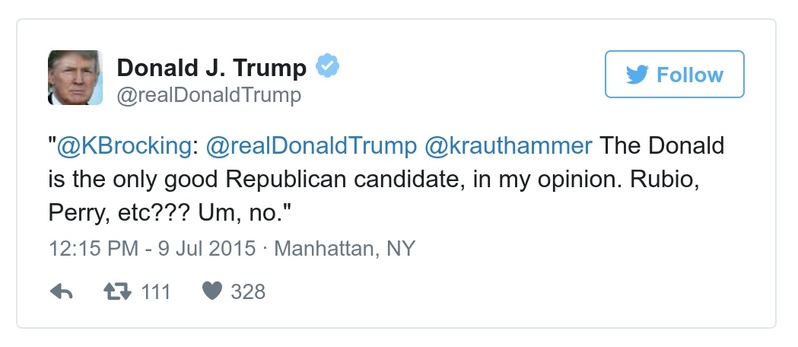 Donald J. Trump
@realDonaldTrump
Follow
"@KBrocking: @realDonaldTrump @krauthammer The Donald
is the only good Republican candidate, in my opinion. Rubio,
Perry, etc??? Um, no."
12:15 PM - 9 Jul 2015 · Manhattan, NY
111 328